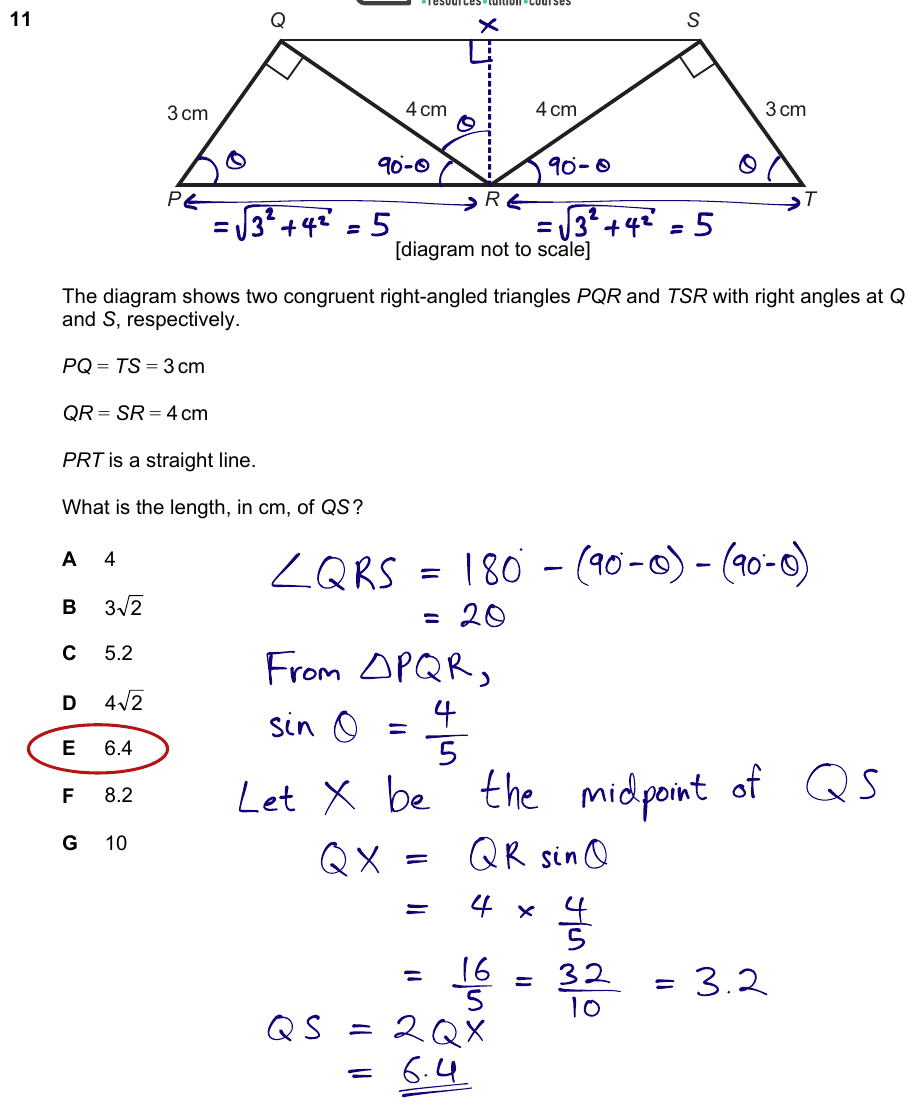 •resources•tuition•courses
11
Q X S
3 cm 4 cm θ 4 cm 3 cm
θ 90°-θ 90°-θ θ
P R T
= √3² + 4² = 5 = √3² + 4² = 5
[diagram not to scale]
The diagram shows two congruent right-angled triangles PQR and TSR with right angles at Q
and S, respectively.
PQ = TS = 3 cm
QR = SR = 4 cm
PRT is a straight line.
What is the length, in cm, of QS?
A 4
B 3√2
C 5.2
D 4√2
E 6.4
F 8.2
G 10
∠QRS = 180° - (90°-θ) - (90°-θ)
= 2θ
From △PQR,
sin θ = 4/5
Let X be the midpoint of QS
QX = QR sinθ
= 4 × 4/5
= 16/5 = 32/10 = 3.2
QS = 2QX
= 6.4